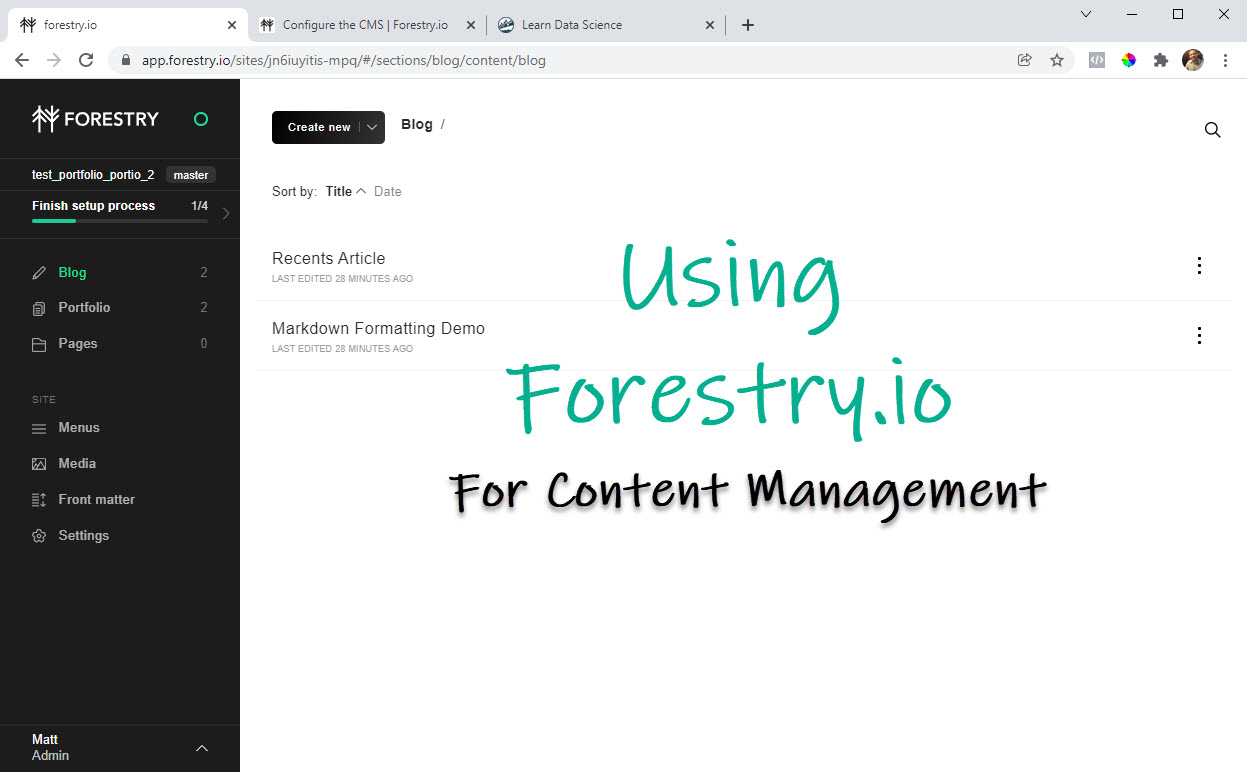 forestry.io
Configure the CMS | Forestry.io
Learn Data Science
app.forestry.io/sites/jn6iuyitis-mpq/#/sections/blog/content/blog
FORESTRY
test_portfolio_portio_2 master
Finish setup process 1/4
Blog 2
Portfolio 2
Pages 0
SITE
Menus
Media
Front matter
Settings
Matt
Admin
Create new
Blog /
Sort by: Title Date
Recents Article
LAST EDITED 28 MINUTES AGO
Markdown Formatting Demo
LAST EDITED 28 MINUTES AGO
Using
Forestry.io
For Content Management